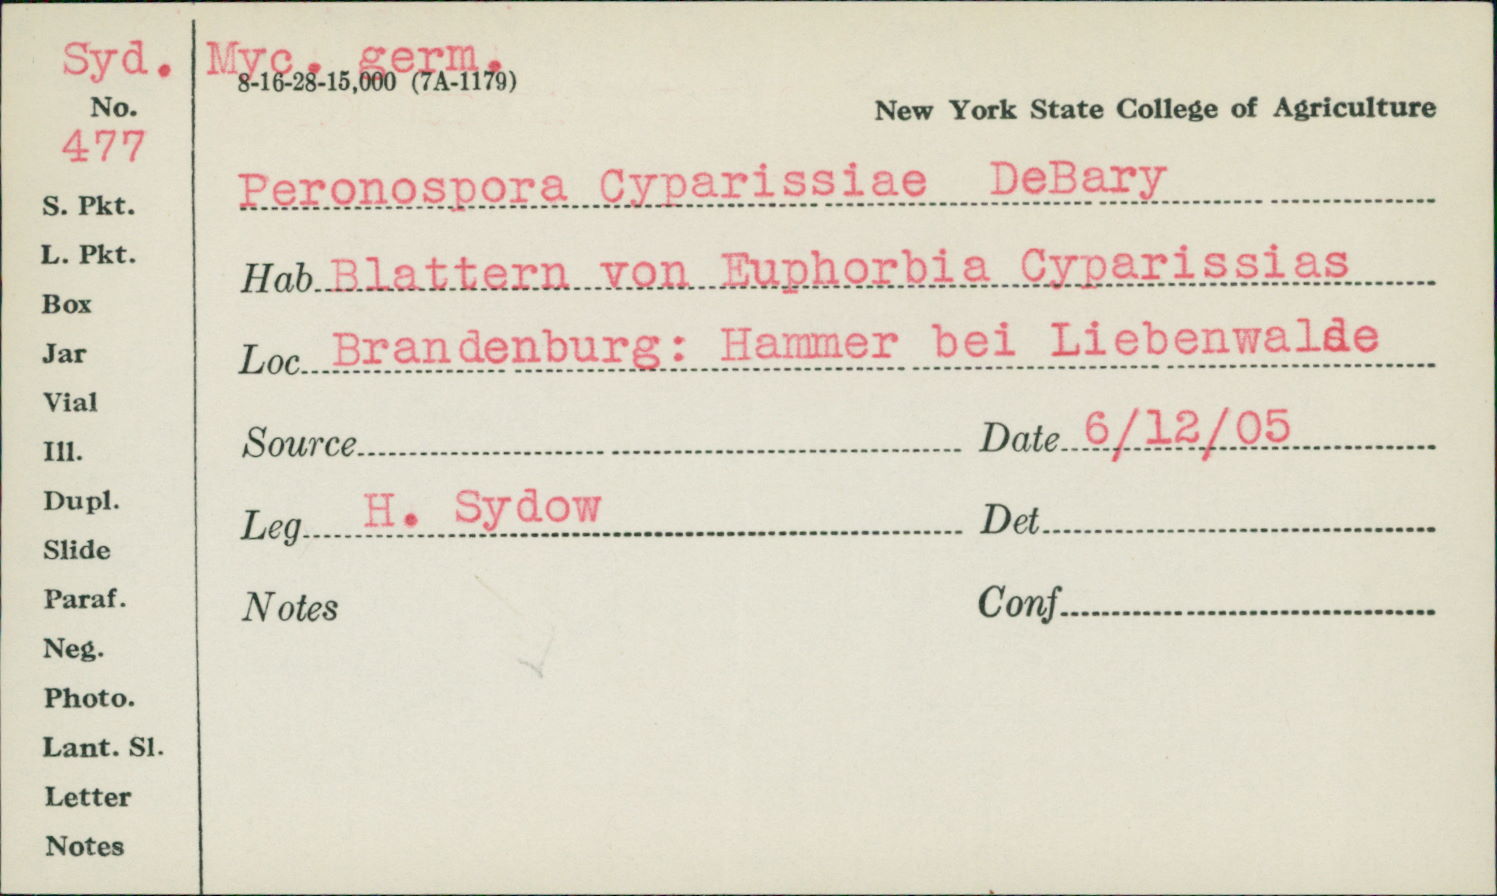 Syd. Myc. germ.
8-16-28-15,000 (7A-1179)
No.
New York State College of Agriculture
477
Peronospora Cyparissiae DeBary
S. Pkt.
L. Pkt.
Hab Blattern von Euphorbia Cyparissias
Box
Jar
Loc Brandenburg: Hammer bei Liebenwalde
Vial
Ill.
Source Date 6/12/05
Dupl.
Leg H. Sydow Det
Slide
Paraf.
Notes Conf
Neg.
Photo.
Lant. Sl.
Letter
Notes